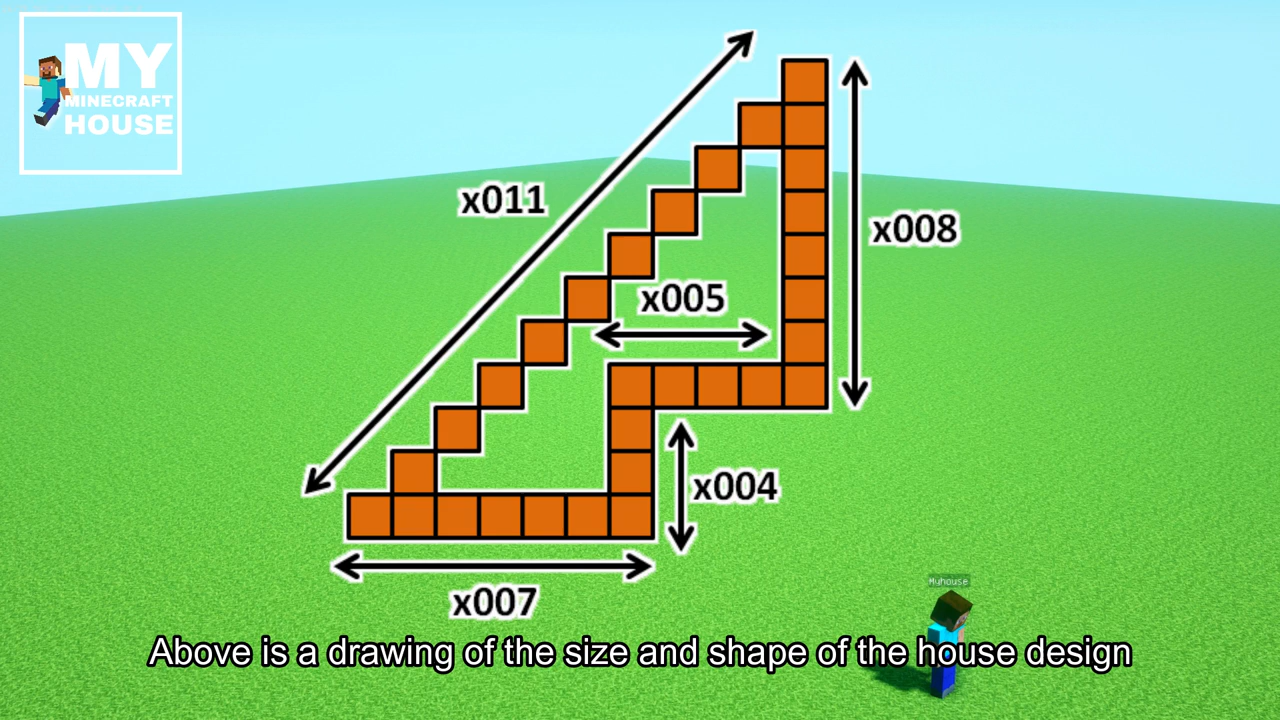 MY
MINECRAFT
HOUSE
x011
x008
x005
x004
x007
Muhouse
Above is a drawing of the size and shape of the house design